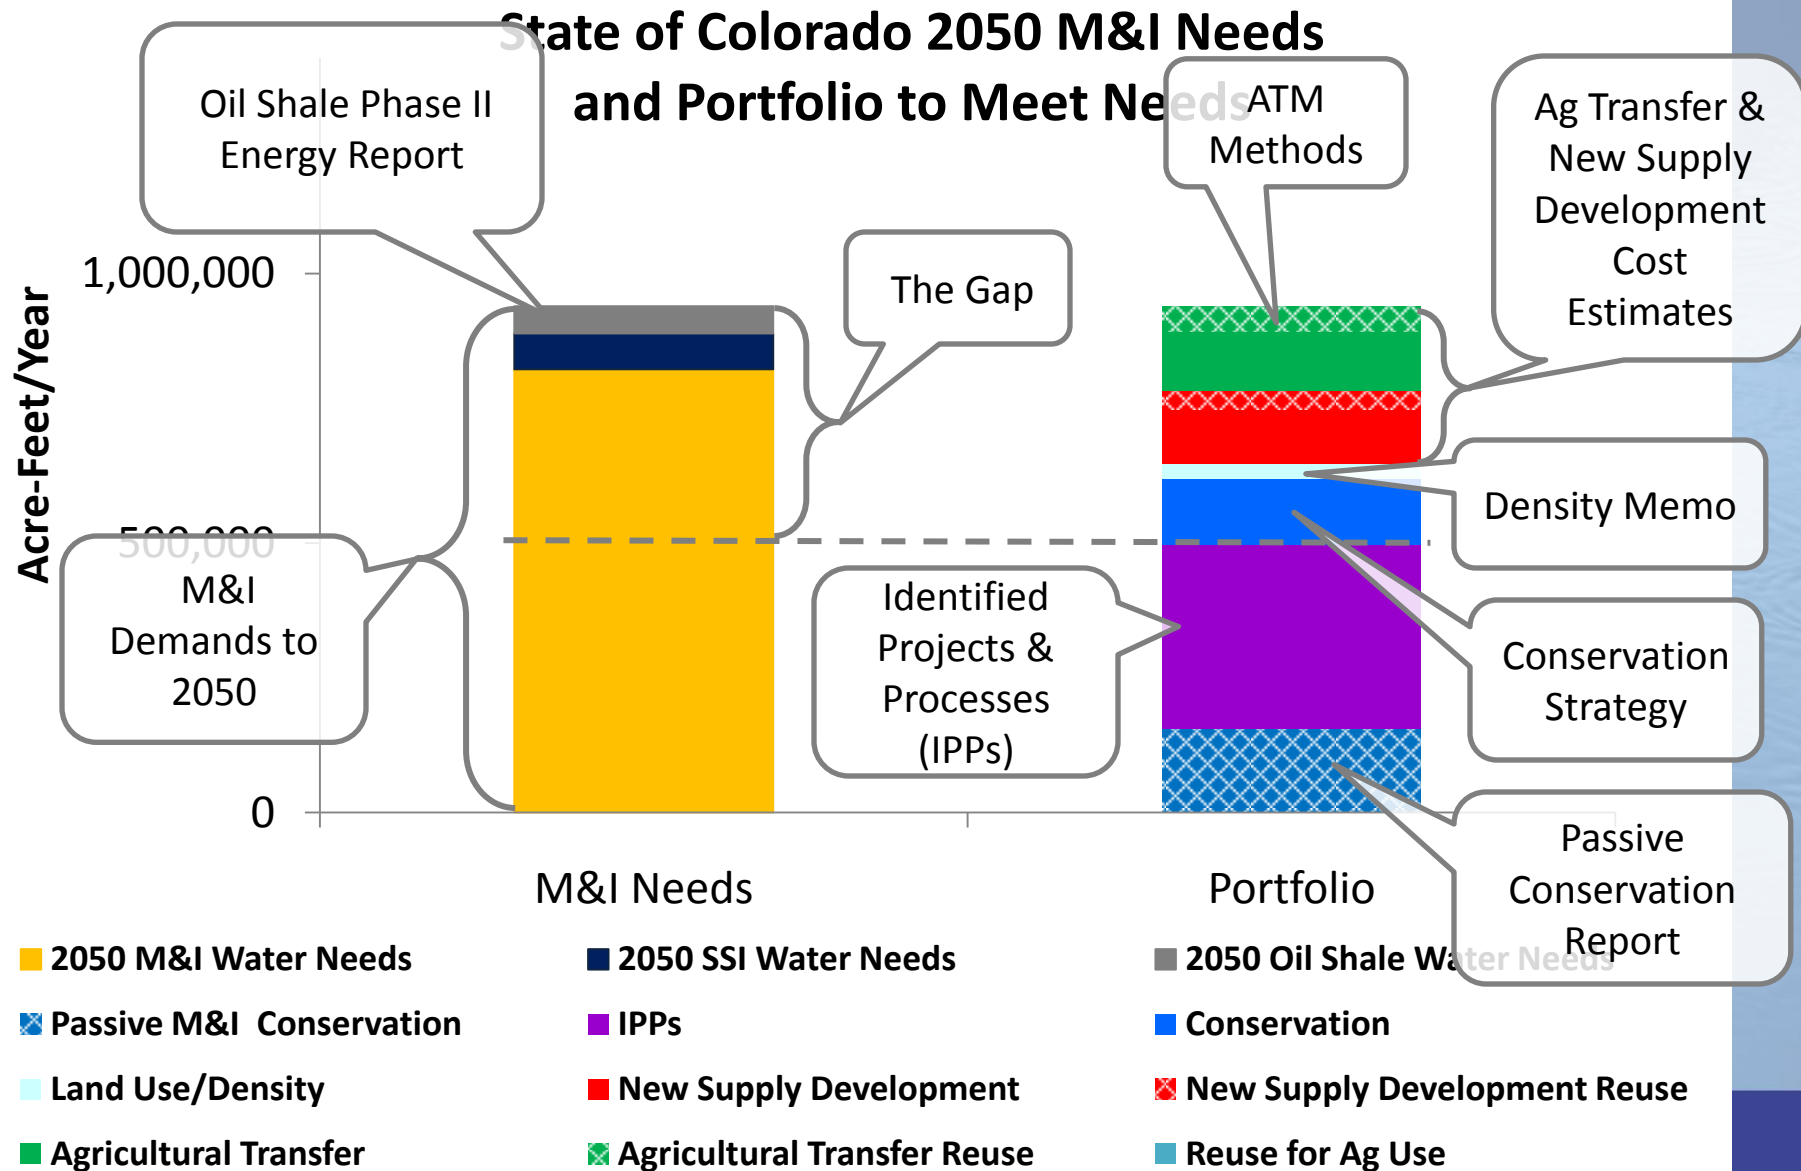 State of Colorado 2050 M&I Needs
and Portfolio to Meet Needs
Oil Shale Phase II
Energy Report
ATM
Methods
Ag Transfer &
New Supply
Development
Cost
Estimates
The Gap
Acre-Feet/Year
1,000,000
500,000
0
M&I
Demands to
2050
Identified
Projects &
Processes
(IPPs)
Density Memo
Conservation
Strategy
Passive
Conservation
Report
M&I Needs
Portfolio
2050 M&I Water Needs
2050 SSI Water Needs
2050 Oil Shale Water Needs
Passive M&I  Conservation
IPPs
Conservation
Land Use/Density
New Supply Development
New Supply Development Reuse
Agricultural Transfer
Agricultural Transfer Reuse
Reuse for Ag Use